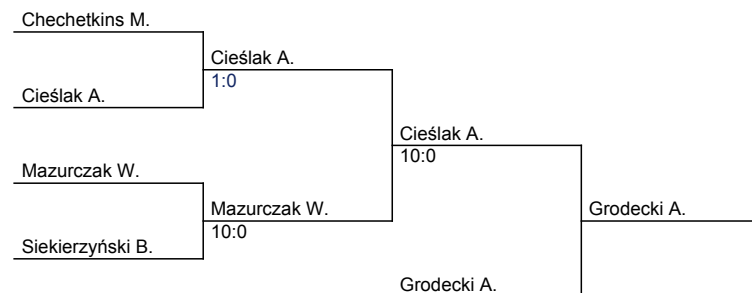 Chechetkins M.
Cieślak A.
1:0
Cieślak A.
Cieślak A.
10:0
Mazurczak W.
Mazurczak W.
10:0
Grodecki A.
Siekierzyński B.
Grodecki A.